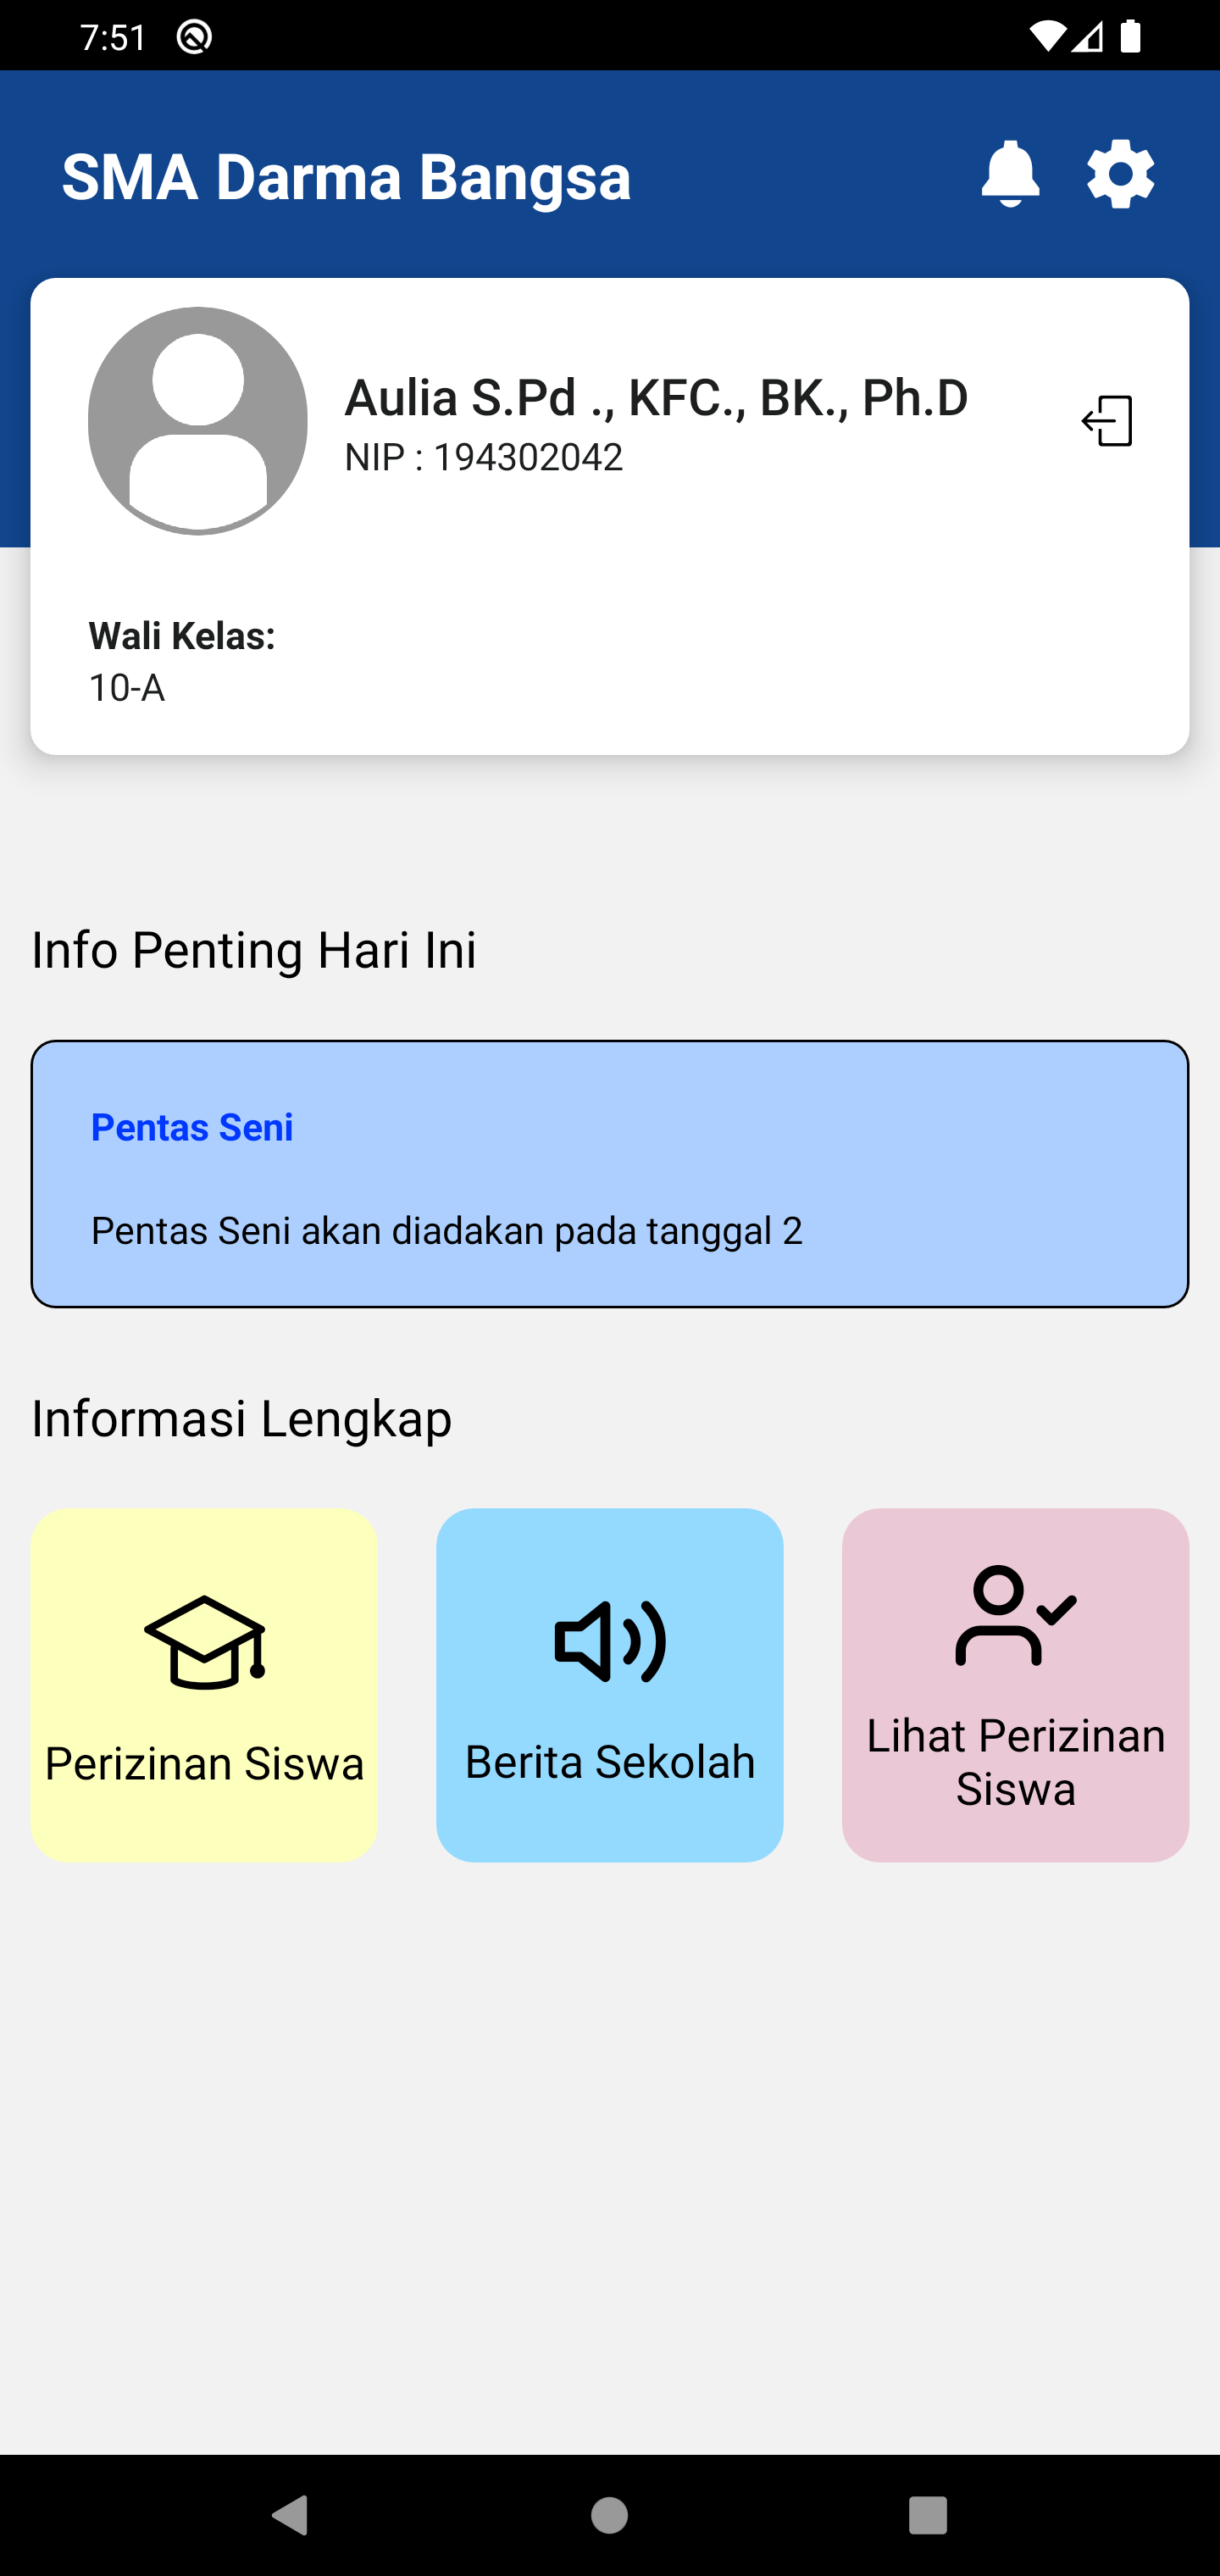 7:51
SMA Darma Bangsa
Aulia S.Pd ., KFC., BK., Ph.D
NIP : 194302042
Wali Kelas:
10-A
Info Penting Hari Ini
Pentas Seni
Pentas Seni akan diadakan pada tanggal 2
Informasi Lengkap
Perizinan Siswa
Berita Sekolah
Lihat Perizinan
Siswa